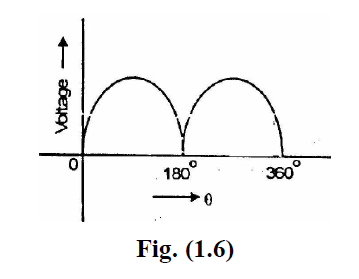 Voltage →
0 180° 360°
→ θ
Fig. (1.6)